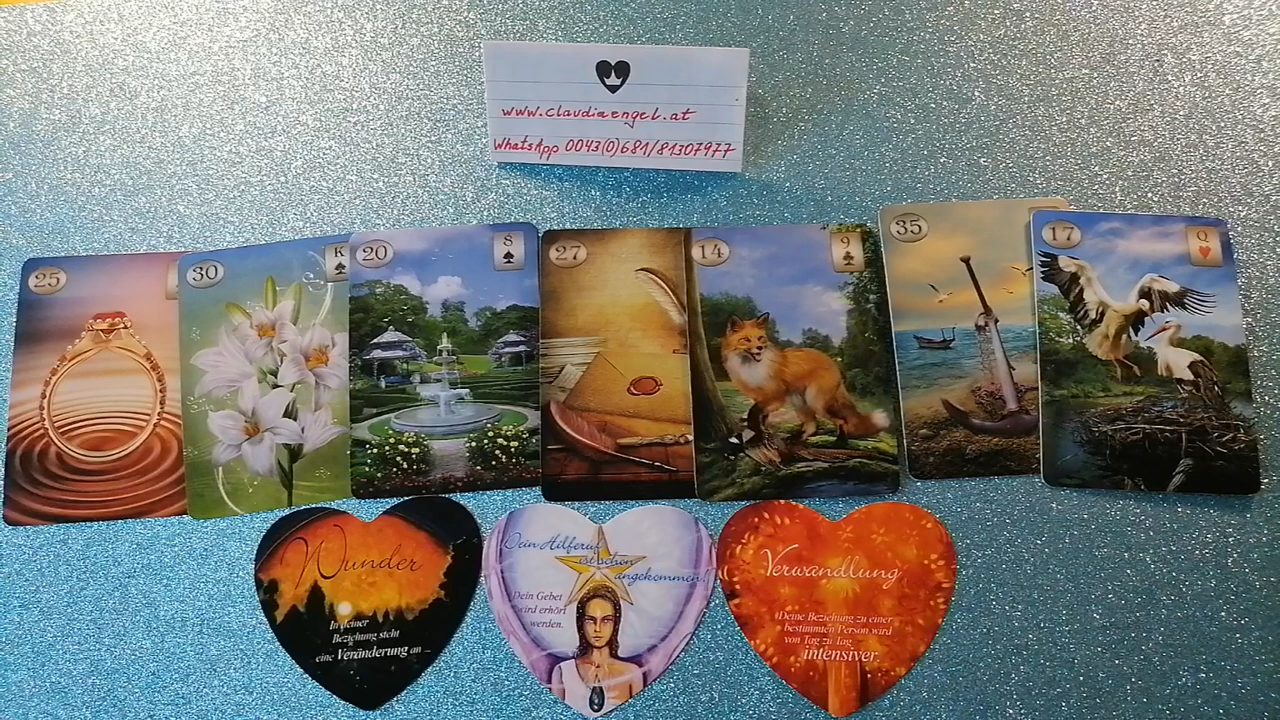 www.claudiaengel.at
WhatsApp 0043(0)681/81307977
25
30
K
20
8
27
14
9
35
17
Q
Wunder
In deiner
Beziehung steht
eine Veränderung an ...
Dein Hilferuf
ist schon
angekommen!
Dein Gebet
wird erhört
werden.
Verwandlung
Deine Beziehung zu einer
bestimmten Person wird
von Tag zu Tag
intensiver.